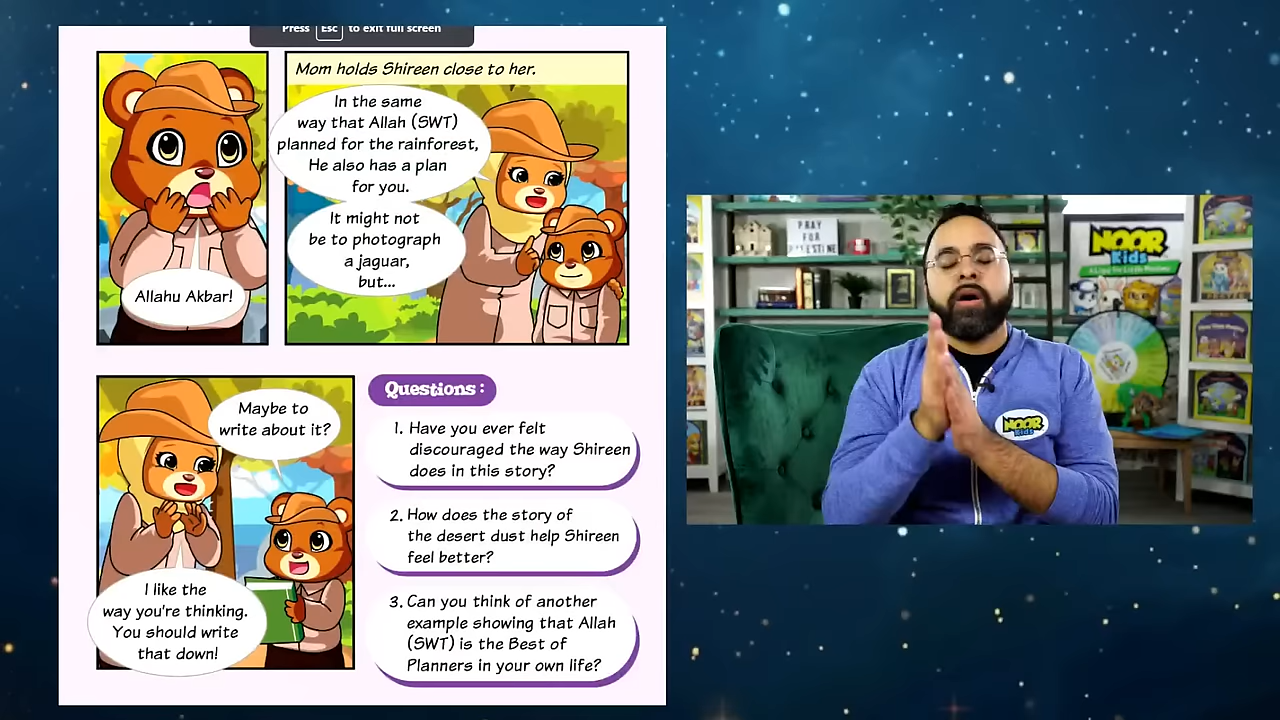 Press Esc to exit full screen
Allahu Akbar!
Mom holds Shireen close to her.
In the same
way that Allah (SWT)
planned for the rainforest,
He also has a plan
for you.
It might not
be to photograph
a jaguar,
but...
Maybe to
write about it?
I like the
way you're thinking.
You should write
that down!
Questions:
1. Have you ever felt
discouraged the way Shireen
does in this story?
2. How does the story of
the desert dust help Shireen
feel better?
3. Can you think of another
example showing that Allah
(SWT) is the Best of
Planners in your own life?
PRAY
FOR
PALESTINE
NOOR
Kids
NOOR
Kids